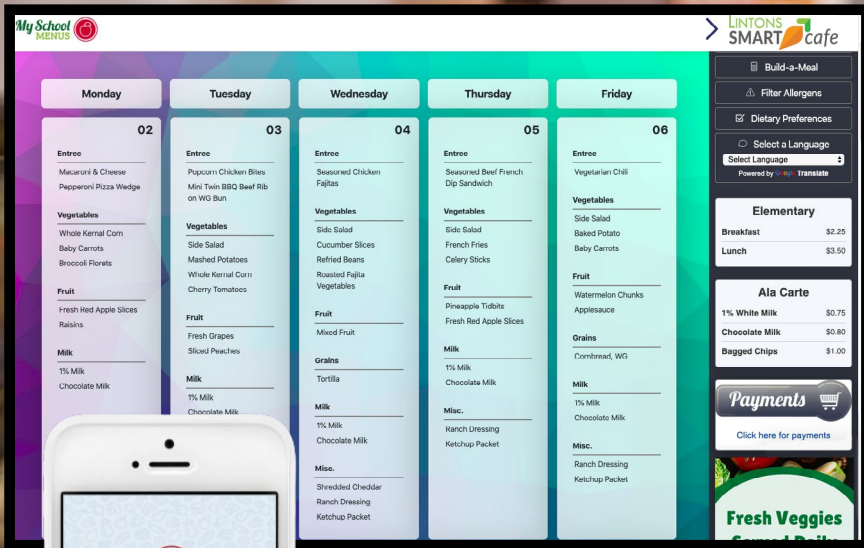 My School
MENUS
LINTONS
SMART cafe
Monday
Tuesday
Wednesday
Thursday
Friday
02
Entree
Macaroni & Cheese
Pepperoni Pizza Wedge
Vegetables
Whole Kernal Corn
Baby Carrots
Broccoli Florets
Fruit
Fresh Red Apple Slices
Raisins
Milk
1% Milk
Chocolate Milk
03
Entree
Popcorn Chicken Bites
Mini Twin BBQ Beef Rib
on WG Bun
Vegetables
Side Salad
Mashed Potatoes
Whole Kernal Corn
Cherry Tomatoes
Fruit
Fresh Grapes
Sliced Peaches
Milk
1% Milk
Chocolate Milk
04
Entree
Seasoned Chicken
Fajitas
Vegetables
Side Salad
Cucumber Slices
Refried Beans
Roasted Fajita
Vegetables
Fruit
Mixed Fruit
Grains
Tortilla
Milk
1% Milk
Chocolate Milk
Misc.
Shredded Cheddar
Ranch Dressing
Ketchup Packet
05
Entree
Seasoned Beef French
Dip Sandwich
Vegetables
Side Salad
French Fries
Celery Sticks
Fruit
Pineapple Tidbits
Fresh Red Apple Slices
Milk
1% Milk
Chocolate Milk
Misc.
Ranch Dressing
Ketchup Packet
06
Entree
Vegetarian Chili
Vegetables
Side Salad
Baked Potato
Baby Carrots
Fruit
Watermelon Chunks
Applesauce
Grains
Cornbread, WG
Milk
1% Milk
Chocolate Milk
Misc.
Ranch Dressing
Ketchup Packet
Build-a-Meal
Filter Allergens
Dietary Preferences
Select a Language
Select Language
Powered by Google Translate
Elementary
Breakfast $2.25
Lunch $3.50
Ala Carte
1% White Milk $0.75
Chocolate Milk $0.80
Bagged Chips $1.00
Payments
Click here for payments
Fresh Veggies
Served Daily